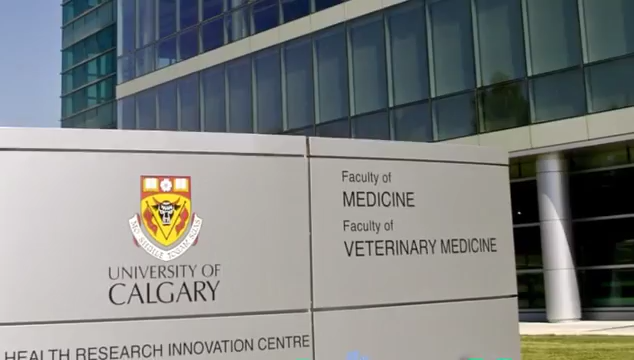 UNIVERSITY OF
CALGARY
Faculty of
MEDICINE
Faculty of
VETERINARY MEDICINE
HEALTH RESEARCH INNOVATION CENTRE